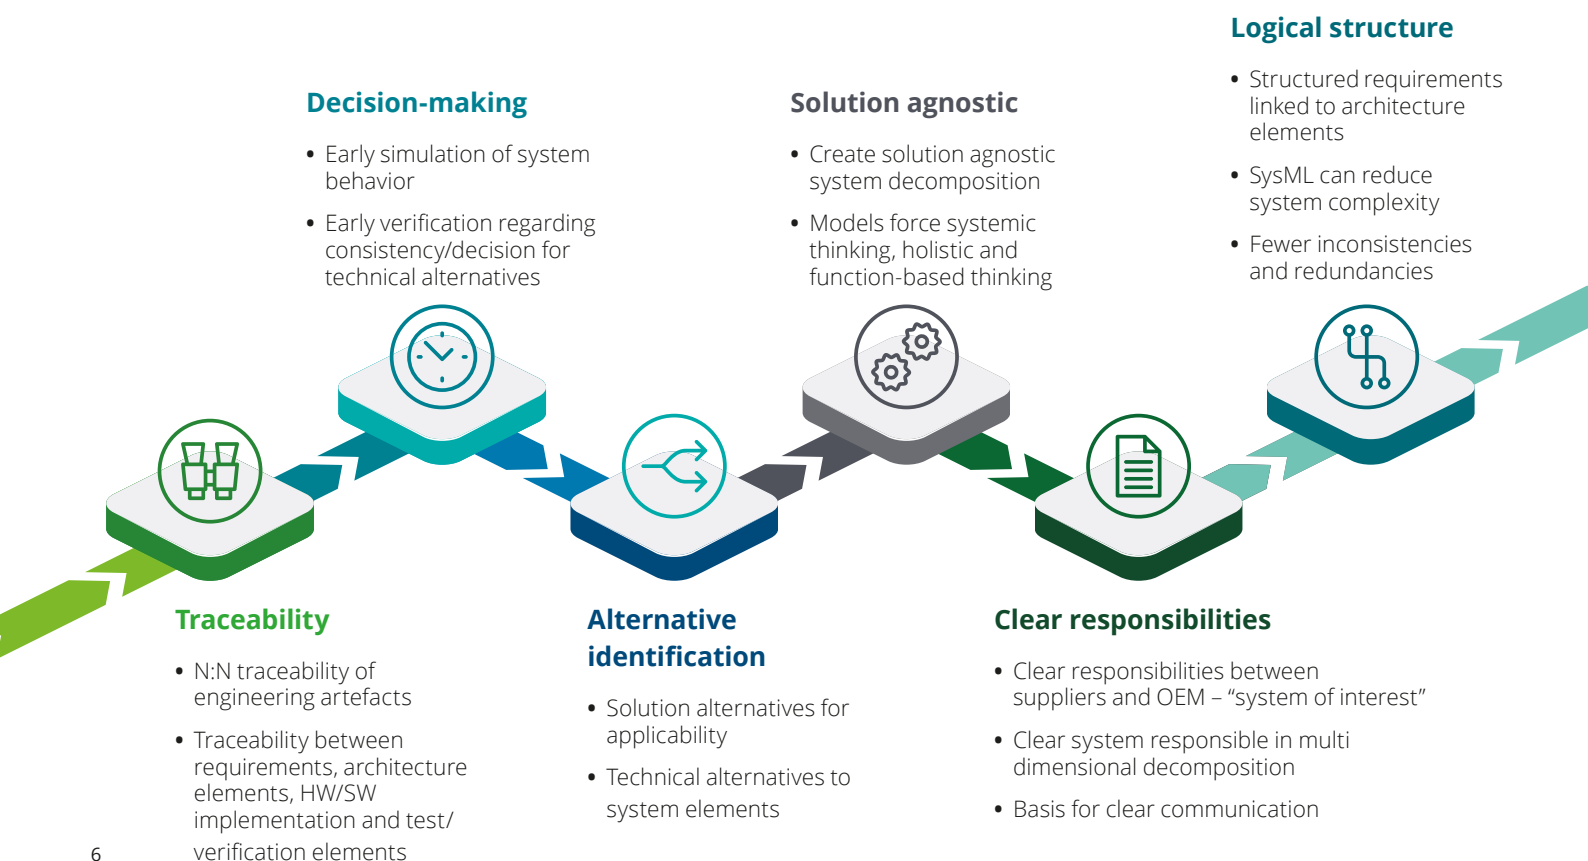 Logical structure
• Structured requirements
linked to architecture
elements
• SysML can reduce
system complexity
• Fewer inconsistencies
and redundancies
Decision-making
• Early simulation of system
behavior
• Early verification regarding
consistency/decision for
technical alternatives
Solution agnostic
• Create solution agnostic
system decomposition
• Models force systemic
thinking, holistic and
function-based thinking
Traceability
• N:N traceability of
engineering artefacts
• Traceability between
requirements, architecture
elements, HW/SW
implementation and test/
verification elements
Alternative
identification
• Solution alternatives for
applicability
• Technical alternatives to
system elements
Clear responsibilities
• Clear responsibilities between
suppliers and OEM – “system of interest”
• Clear system responsible in multi
dimensional decomposition
• Basis for clear communication
6